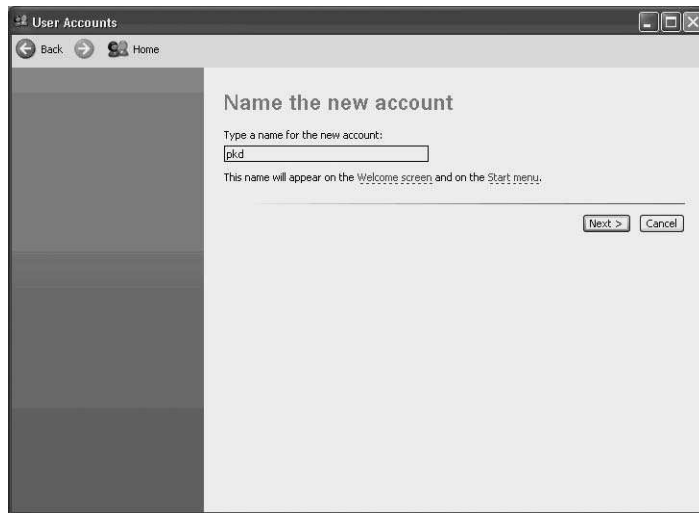 User Accounts
Back Home
Name the new account
Type a name for the new account:
pkd
This name will appear on the Welcome screen and on the Start menu.
Next > Cancel